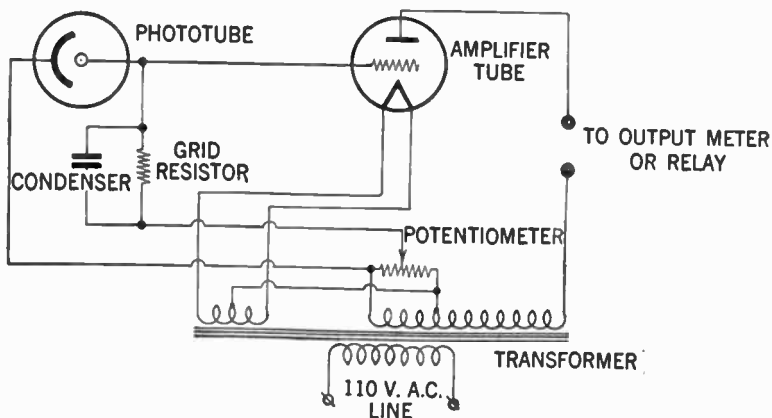 PHOTOTUBE
AMPLIFIER
TUBE
CONDENSER
GRID
RESISTOR
TO OUTPUT METER
OR RELAY
POTENTIOMETER
TRANSFORMER
110 V. A.C.
LINE